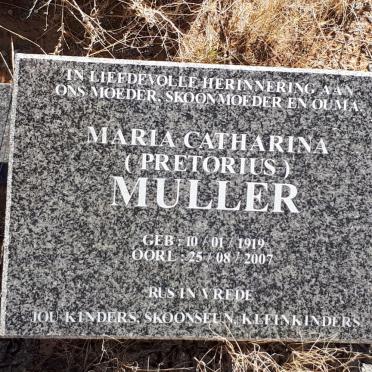 IN LIEFDEVOLLE HERINNERING AAN
ONS MOEDER, SKOONMOEDER EN OUMA
MARIA CATHARINA
( PRETORIUS )
MULLER
GEB : 10 / 01 / 1919
OORL : 25 / 08 / 2007
RUS IN VREDE
JOU KINDERS, SKOONSEUN, KLEINKINDERS